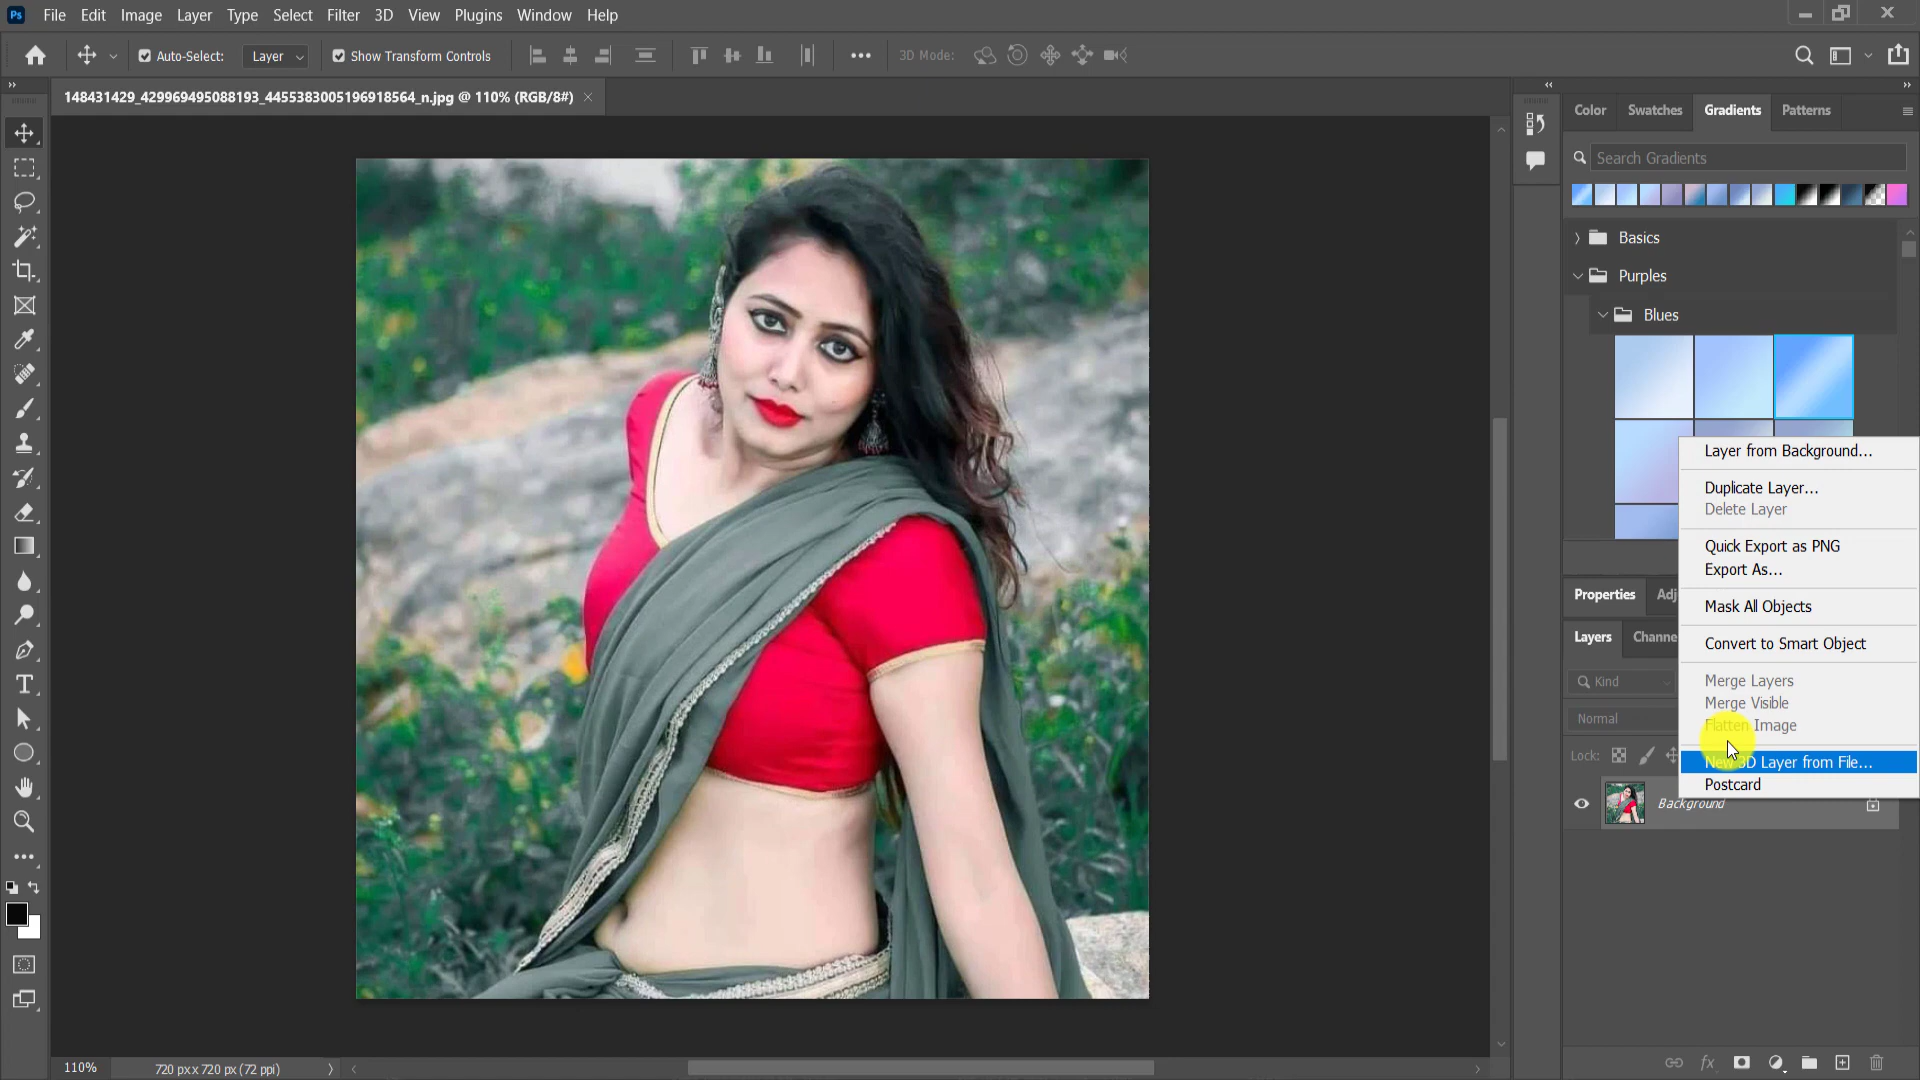 Ps File Edit Image Layer Type Select Filter 3D View Plugins Window Help
Auto-Select: Layer Show Transform Controls 3D Mode:
148431429_429969495088193_4455383005196918564_n.jpg @ 110% (RGB/8#)
Color Swatches Gradients Patterns
Search Gradients
Basics
Purples
Blues
Layer from Background...
Duplicate Layer...
Delete Layer
Quick Export as PNG
Export As...
Mask All Objects
Convert to Smart Object
Merge Layers
Merge Visible
Flatten Image
New 3D Layer from File...
Postcard
Properties Adj
Layers Channe
Kind
Normal
Lock:
Background
fx
110% 720 px x 720 px (72 ppi)